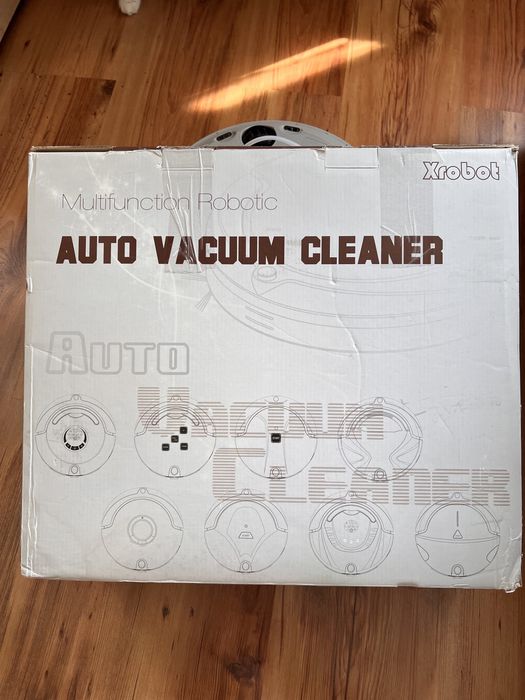 Xrobot
Multifunction Robotic
AUTO VACUUM CLEANER
AUTO
VACUUM
CLEANER